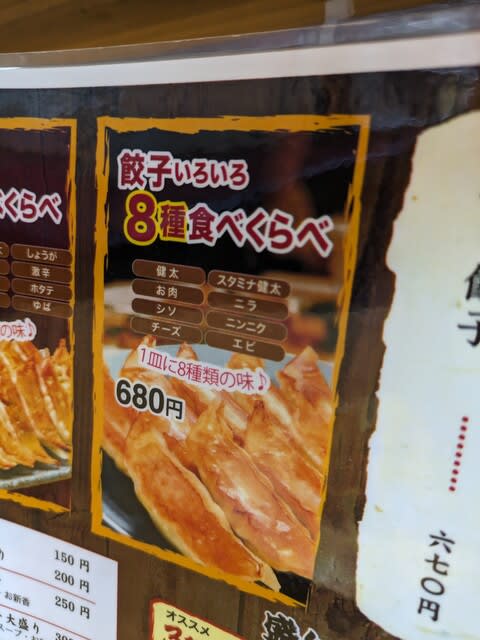 くらべ
しょうが
激辛
ホタテ
ゆば
の味♪
餃子いろいろ
8種食べくらべ
健太
スタミナ健太
お肉
ニラ
シソ
ニンニク
チーズ
エビ
1皿に8種類の味♪
680円
六七〇円
150円
200円
お新香
250円
大盛り
オススメ